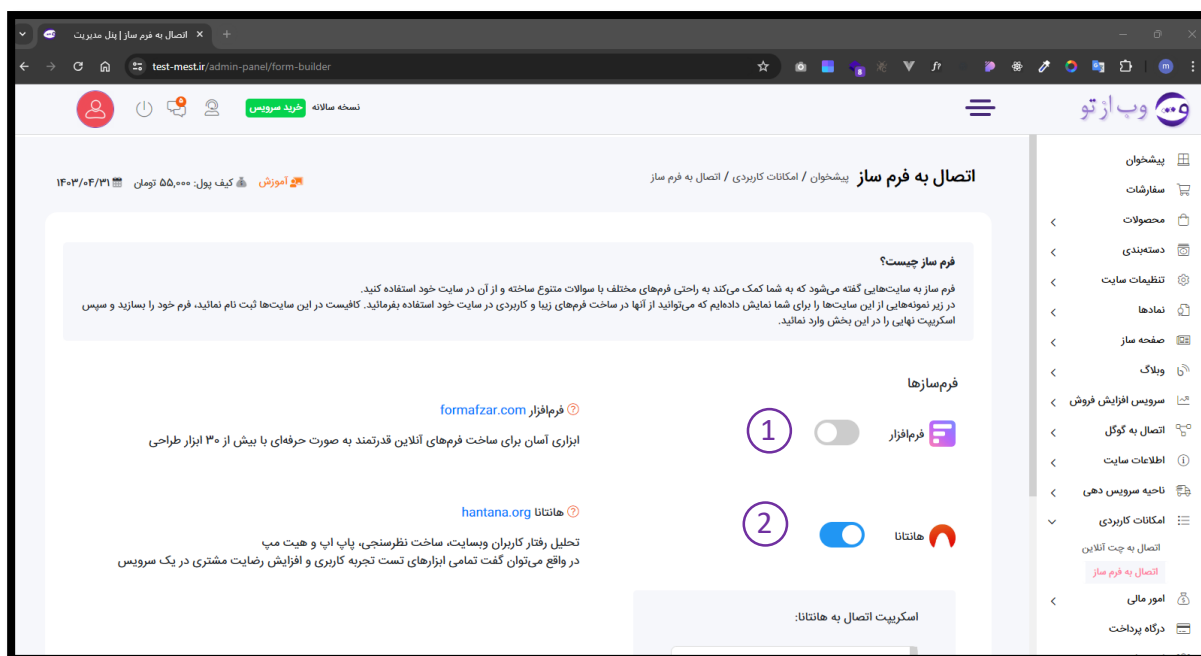 اتصال به فرم ساز | پنل مدیریت
test-mest.ir/admin-panel/form-builder
وب از تو
نسخه سالانه خرید سرویس
پیشخوان
سفارشات
محصولات
دسته‌بندی
تنظیمات سایت
نمادها
صفحه ساز
وبلاگ
سرویس افزایش فروش
اتصال به گوگل
اطلاعات سایت
ناحیه سرویس دهی
امکانات کاربردی
اتصال به چت آنلاین
اتصال به فرم ساز
امور مالی
درگاه پرداخت
اتصال به فرم ساز پیشخوان / امکانات کاربردی / اتصال به فرم ساز
آموزش کیف پول: ۵۵,۰۰۰ تومان ۱۴۰۳/۰۴/۳۱
فرم ساز چیست؟
فرم ساز به سایت‌هایی گفته می‌شود که به شما کمک می‌کند به راحتی فرم‌های مختلف با سوالات متنوع ساخته و از آن در سایت خود استفاده کنید.
در زیر نمونه‌هایی از این سایت‌ها را برای شما نمایش داده‌ایم که می‌توانید از آنها در ساخت فرم‌های زیبا و کاربردی در سایت خود استفاده بفرمائید. کافیست در این سایت‌ها ثبت نام نمائید، فرم خود را بسازید و سپس
اسکریپت نهایی را در این بخش وارد نمائید.
فرم‌سازها
فرم‌افزار
1
فرم‌افزار formafzar.com
ابزاری آسان برای ساخت فرم‌های آنلاین قدرتمند به صورت حرفه‌ای با بیش از ۳۰ ابزار طراحی
هانتانا
2
هانتانا hantana.org
تحلیل رفتار کاربران وبسایت، ساخت نظرسنجی، پاپ اپ و هیت مپ
در واقع می‌توان گفت تمامی ابزارهای تست تجربه کاربری و افزایش رضایت مشتری در یک سرویس
اسکریپت اتصال به هانتانا: